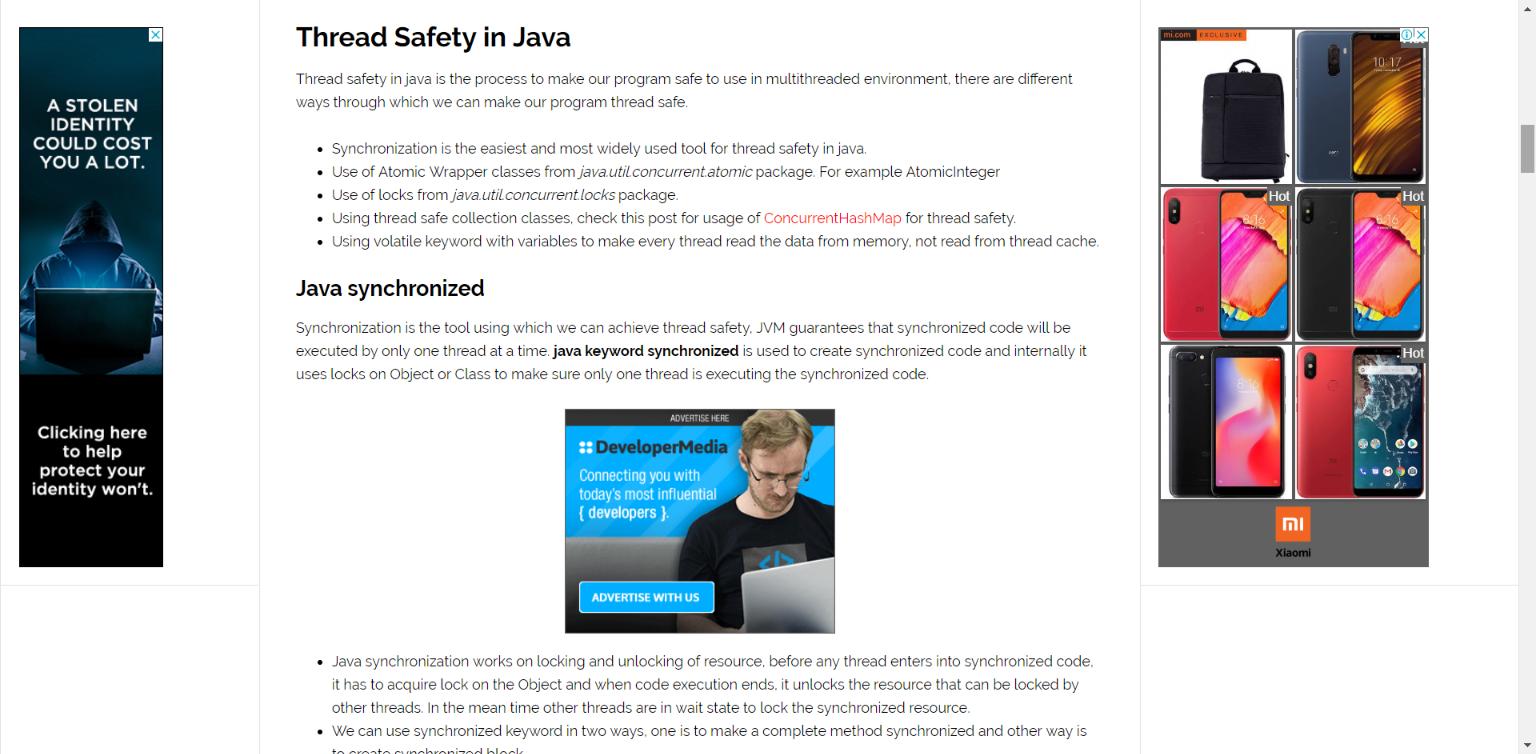 A STOLEN
IDENTITY
COULD COST
YOU A LOT.
Clicking here
to help
protect your
identity won't.
Thread Safety in Java
Thread safety in java is the process to make our program safe to use in multithreaded environment, there are different
ways through which we can make our program thread safe.
• Synchronization is the easiest and most widely used tool for thread safety in java.
• Use of Atomic Wrapper classes from java.util.concurrent.atomic package. For example AtomicInteger
• Use of locks from java.util.concurrent.locks package.
• Using thread safe collection classes, check this post for usage of ConcurrentHashMap for thread safety.
• Using volatile keyword with variables to make every thread read the data from memory, not read from thread cache.
Java synchronized
Synchronization is the tool using which we can achieve thread safety. JVM guarantees that synchronized code will be
executed by only one thread at a time. java keyword synchronized is used to create synchronized code and internally it
uses locks on Object or Class to make sure only one thread is executing the synchronized code.
ADVERTISE HERE
DeveloperMedia
Connecting you with
today's most influential
{ developers }.
</>
ADVERTISE WITH US
• Java synchronization works on locking and unlocking of resource, before any thread enters into synchronized code,
it has to acquire lock on the Object and when code execution ends, it unlocks the resource that can be locked by
other threads. In the mean time other threads are in wait state to lock the synchronized resource.
• We can use synchronized keyword in two ways, one is to make a complete method synchronized and other way is
to create synchronized block.
mi.com EXCLUSIVE
10:17
Hot
8:16
Hot
8:16
8:16
Hot
mi
Xiaomi